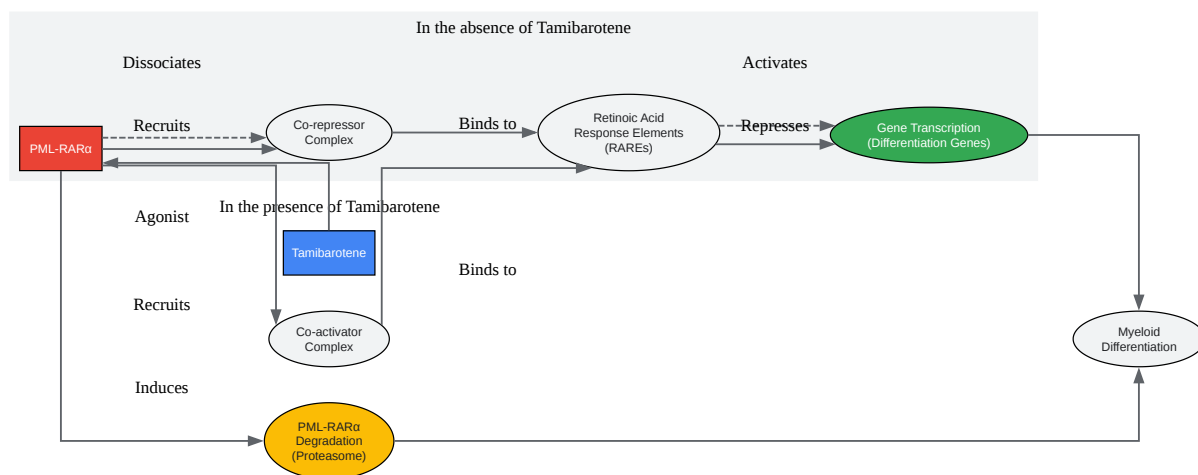 In the absence of Tamibarotene
Dissociates
Activates
Recruits
Co-repressor
Complex
Binds to
Retinoic Acid
Response Elements
(RAREs)
Represses
Gene Transcription
(Differentiation Genes)
PML-RARα
Agonist
In the presence of Tamibarotene
Tamibarotene
Binds to
Recruits
Co-activator
Complex
Myeloid
Differentiation
Induces
PML-RARα
Degradation
(Proteasome)